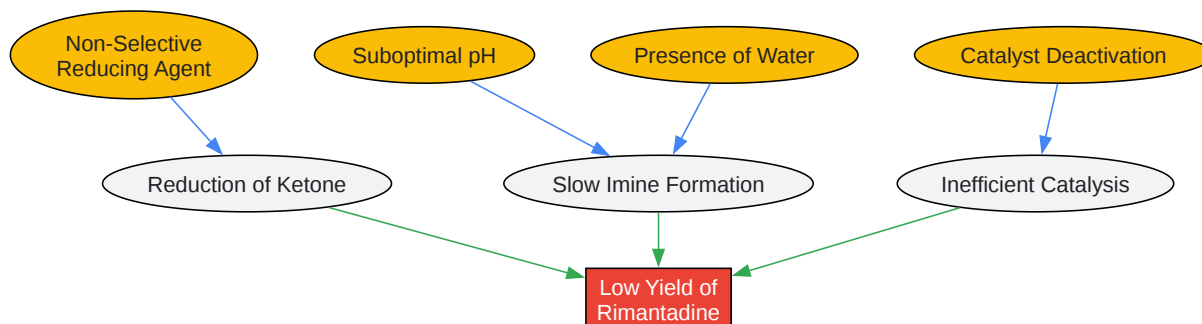 Non-Selective
Reducing Agent
Suboptimal pH
Presence of Water
Catalyst Deactivation
Reduction of Ketone
Slow Imine Formation
Inefficient Catalysis
Low Yield of
Rimantadine